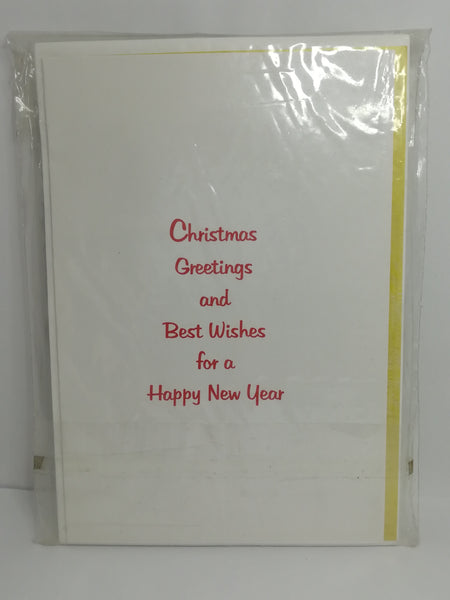 Christmas
Greetings
and
Best Wishes
for a
Happy New Year